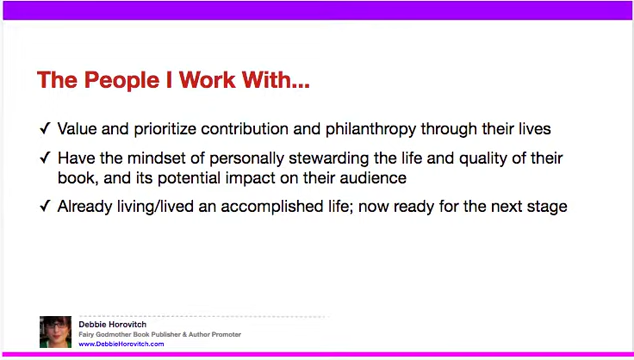 The People I Work With...
✓ Value and prioritize contribution and philanthropy through their lives
✓ Have the mindset of personally stewarding the life and quality of their
book, and its potential impact on their audience
✓ Already living/lived an accomplished life; now ready for the next stage
Debbie Horovitch
Fairy Godmother Book Publisher & Author Promoter
www.DebbieHorovitch.com